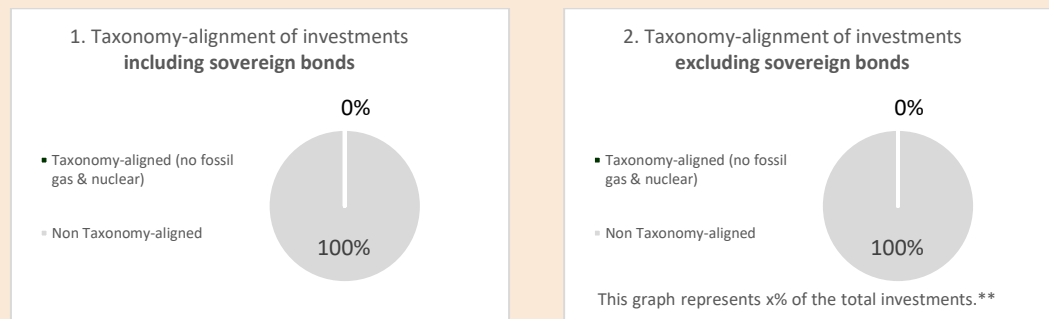 1. Taxonomy-alignment of investments
including sovereign bonds
0%
Taxonomy-aligned (no fossil
gas & nuclear)
Non Taxonomy-aligned
100%
2. Taxonomy-alignment of investments
excluding sovereign bonds
0%
Taxonomy-aligned (no fossil
gas & nuclear)
Non Taxonomy-aligned
100%
This graph represents x% of the total investments.**